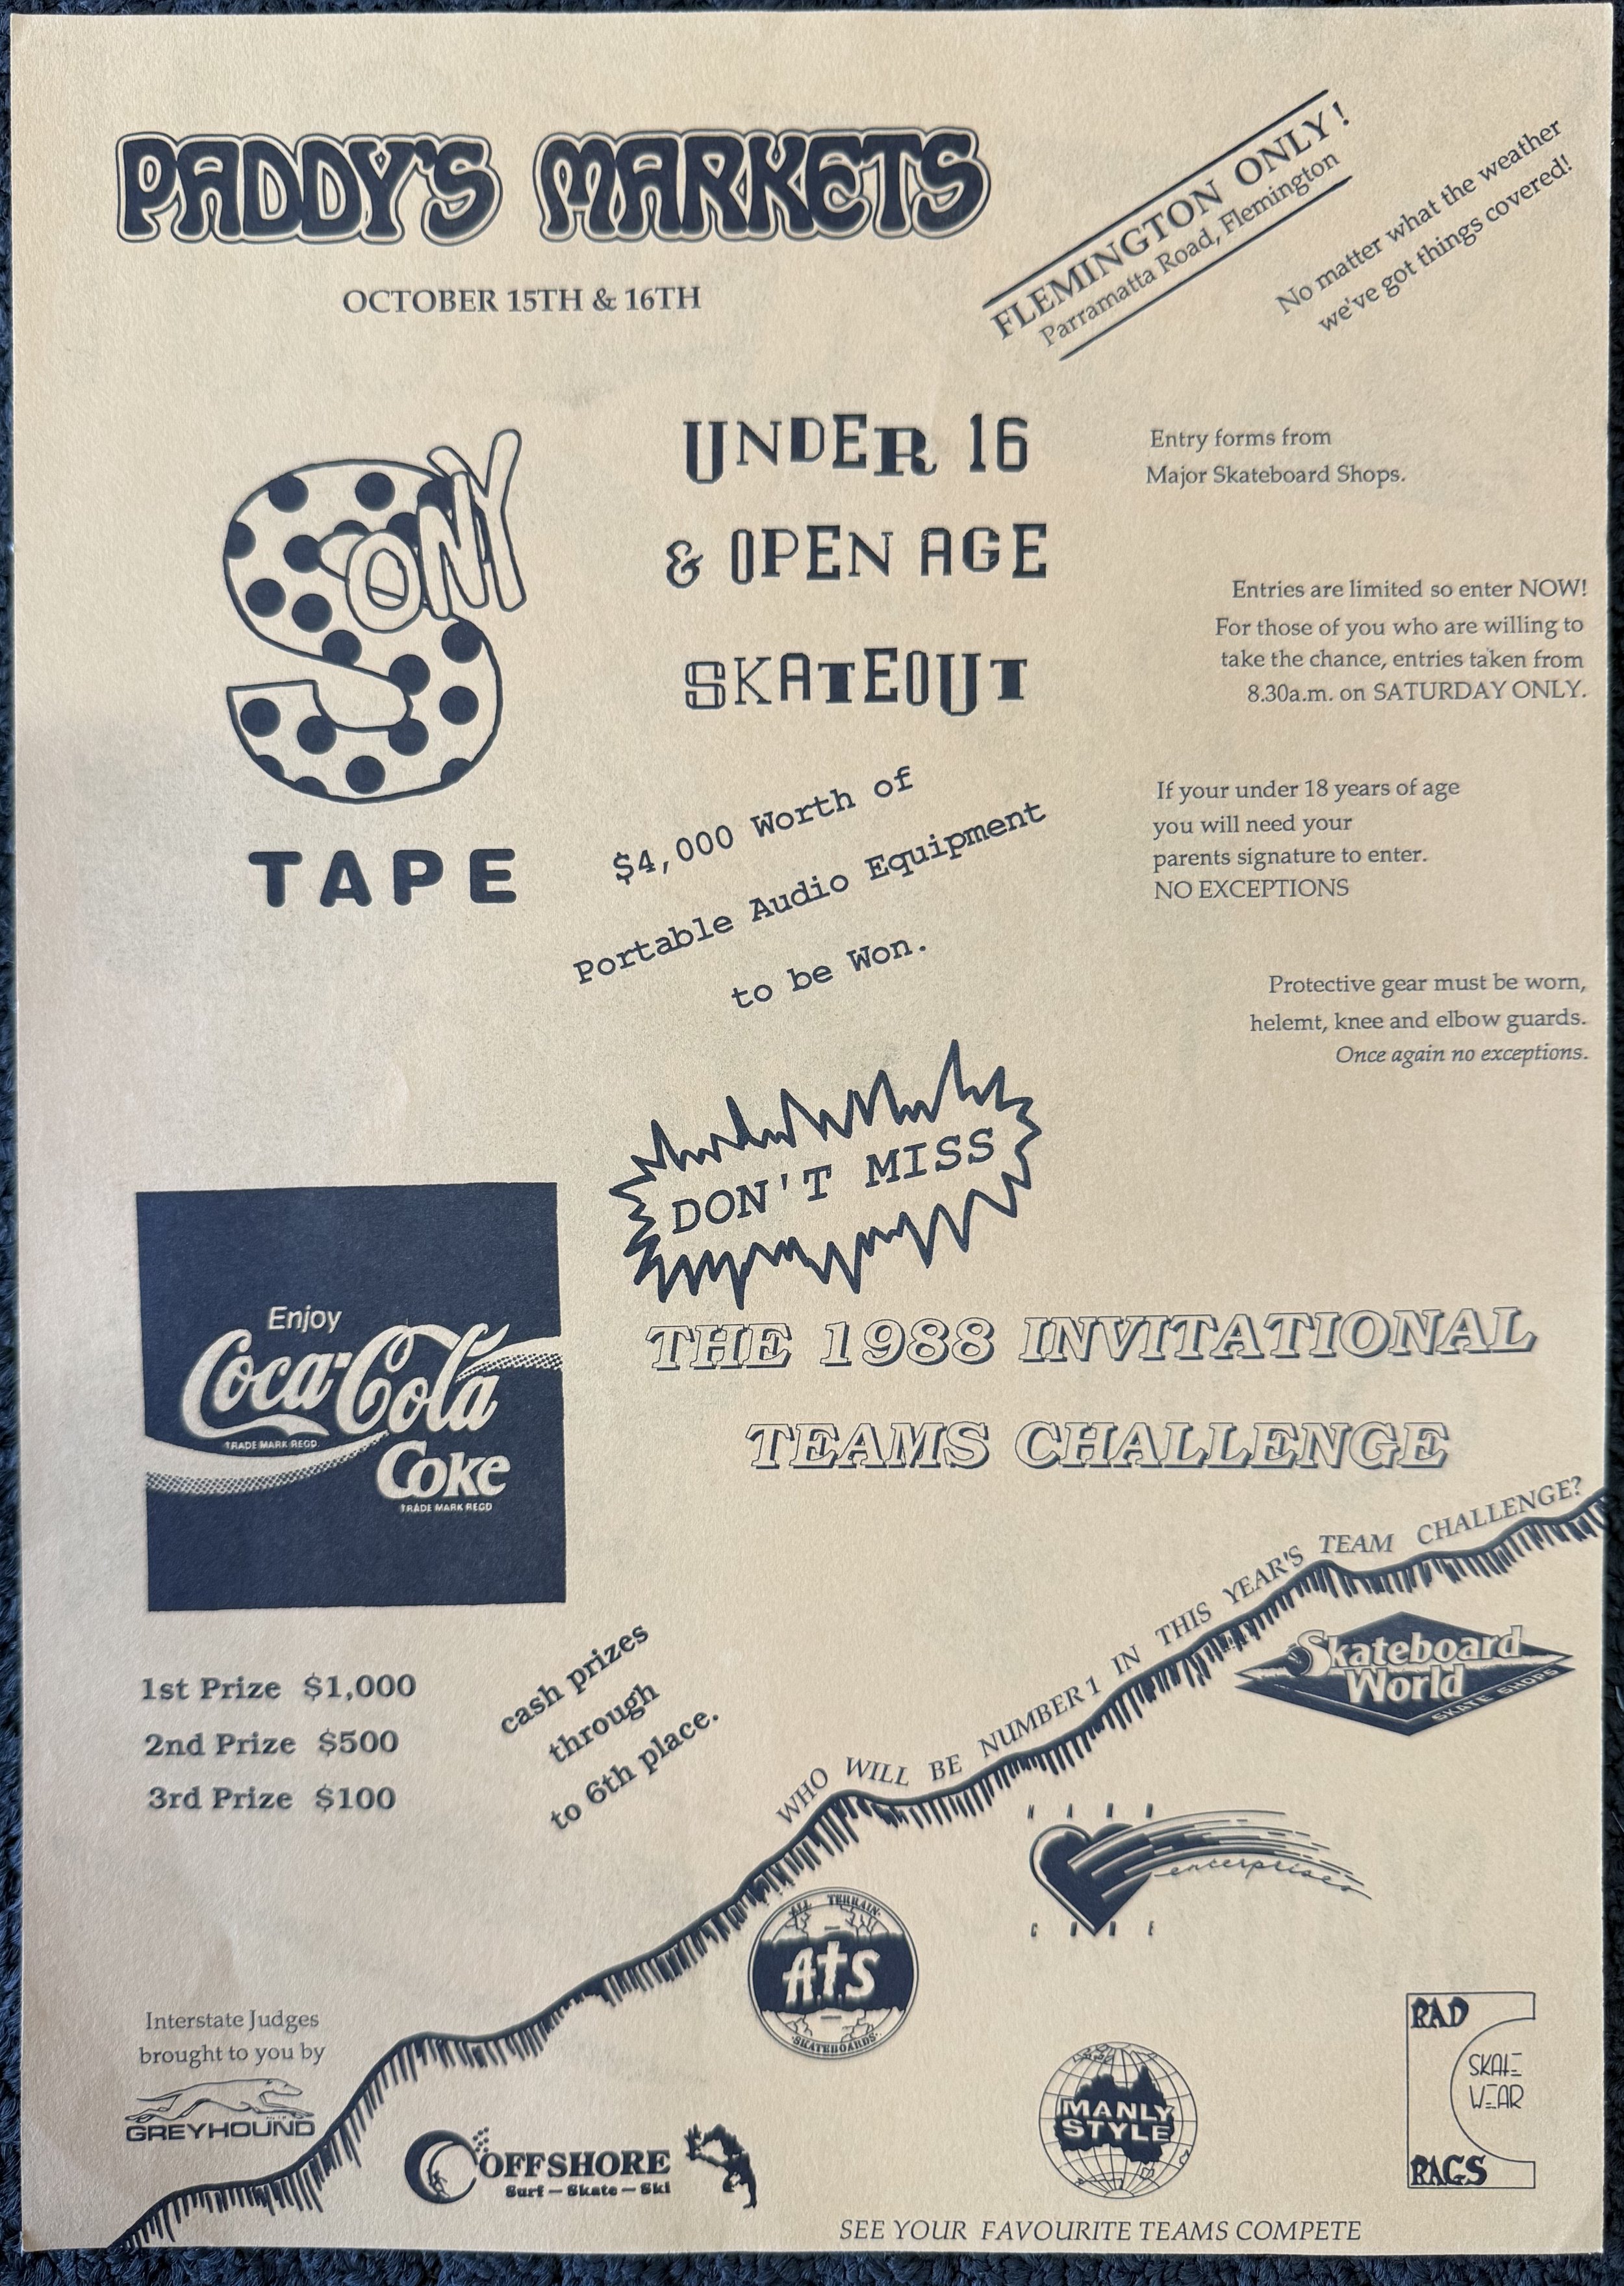 PADDY'S MARKETS
OCTOBER 15TH & 16TH
FLEMINGTON ONLY!
Parramatta Road, Flemington
No matter what the weather
we've got things covered!
SONY
TAPE
UNDER 16
& OPEN AGE
SKATEOUT
$4,000 Worth of
Portable Audio Equipment
to be Won.
Entry forms from
Major Skateboard Shops.
Entries are limited so enter NOW!
For those of you who are willing to
take the chance, entries taken from
8.30a.m. on SATURDAY ONLY.
If your under 18 years of age
you will need your
parents signature to enter.
NO EXCEPTIONS
Protective gear must be worn,
helemt, knee and elbow guards.
Once again no exceptions.
DON'T MISS
THE 1988 INVITATIONAL
TEAMS CHALLENGE
Enjoy
Coca-Cola
TRADE MARK REGD
Coke
TRADE MARK REGD
1st Prize $1,000
2nd Prize $500
3rd Prize $100
cash prizes
through
to 6th place.
WHO WILL BE NUMBER 1 IN THIS YEAR'S TEAM CHALLENGE?
Skateboard
World
SKATE SHOPS
enterprises
ALL TERRAIN
A.t.S
SKATEBOARDS
Interstate Judges
brought to you by
GREYHOUND
OFFSHORE
Surf - Skate - Ski
MANLY
STYLE
RAD
SKATE
WEAR
RAGS
SEE YOUR FAVOURITE TEAMS COMPETE